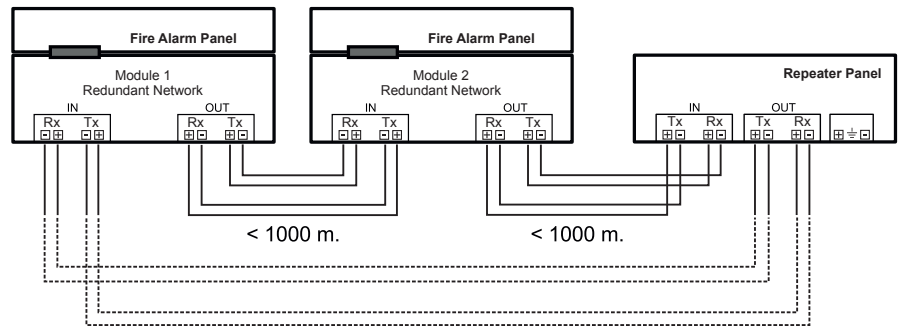 Fire Alarm Panel
Module 1
Redundant Network
IN
OUT
Rx Tx
Rx Tx
- + - +
+ - + -
Fire Alarm Panel
Module 2
Redundant Network
IN
OUT
Rx Tx
Rx Tx
- + - +
+ - + -
Repeater Panel
IN
OUT
Tx Rx
Tx Rx
+ - + -
+ - + -
+ ⏚ -
< 1000 m.
< 1000 m.